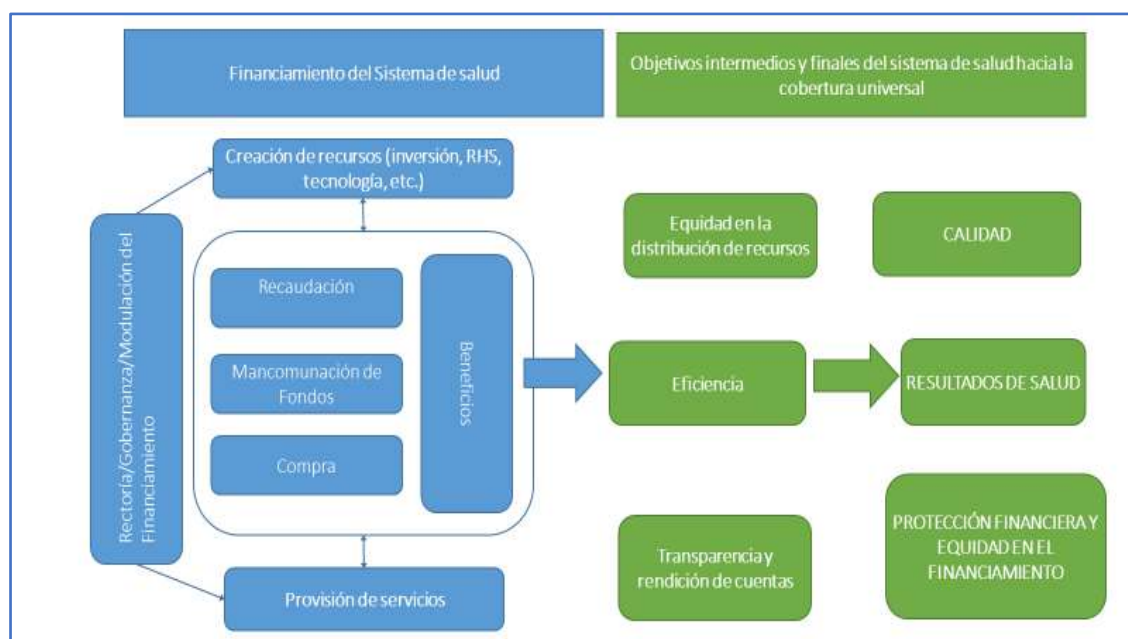 Financiamiento del Sistema de salud
Objetivos intermedios y finales del sistema de salud hacia la
cobertura universal
Creación de recursos (inversión, RHS,
tecnología, etc.)
Rectoría/Gobernanza/Modulación del
Financiamiento
Recaudación
Mancomunación de
Fondos
Compra
Beneficios
Provisión de servicios
Equidad en la
distribución de recursos
Eficiencia
Transparencia y
rendición de cuentas
CALIDAD
RESULTADOS DE SALUD
PROTECCIÓN FINANCIERA Y
EQUIDAD EN EL
FINANCIAMIENTO